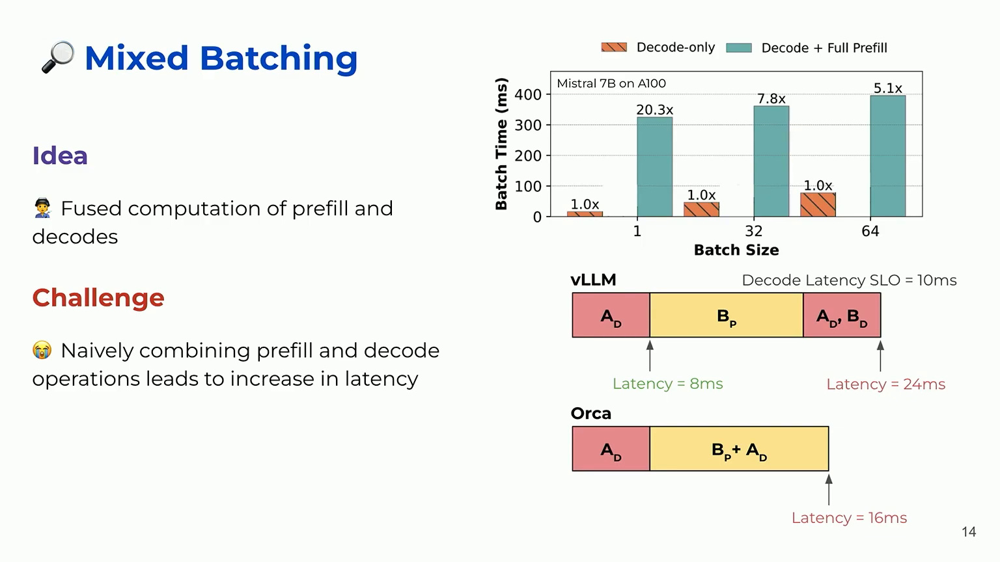 Mixed Batching
Idea
Fused computation of prefill and
decodes
Challenge
Naively combining prefill and decode
operations leads to increase in latency
Decode-only
Decode + Full Prefill
Mistral 7B on A100
Batch Time (ms)
400
300
200
100
0
1.0x
20.3x
1.0x
7.8x
1.0x
5.1x
1
32
64
Batch Size
vLLM
Decode Latency SLO = 10ms
A_D
B_P
A_D, B_D
Latency = 8ms
Latency = 24ms
Orca
A_D
B_P+ A_D
Latency = 16ms
14